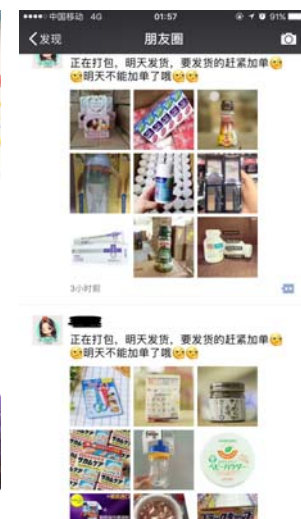 中国移动 4G 01:57 91%
发现 朋友圈
正在打包，明天发货，要发货的赶紧加单
明天不能加单了哦
3小时前
正在打包，明天发货，要发货的赶紧加单
明天不能加单了哦